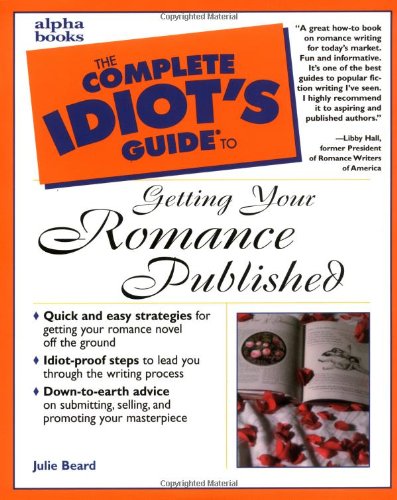 Copyrighted Material
alpha
books
THE
COMPLETE
IDIOT'S
GUIDE® TO
"A great how-to book
on romance writing
for today's market.
Fun and informative.
It's one of the best
guides to popular fic-
tion writing I've seen.
I highly recommend
it to aspiring and
published authors."
—Libby Hall,
former President
of Romance Writers
of America
Getting Your
Romance
Published
♦ Quick and easy strategies for
getting your romance novel
off the ground
♦ Idiot-proof steps to lead you
through the writing process
♦ Down-to-earth advice
on submitting, selling, and
promoting your masterpiece
Julie Beard
Copyrighted Material